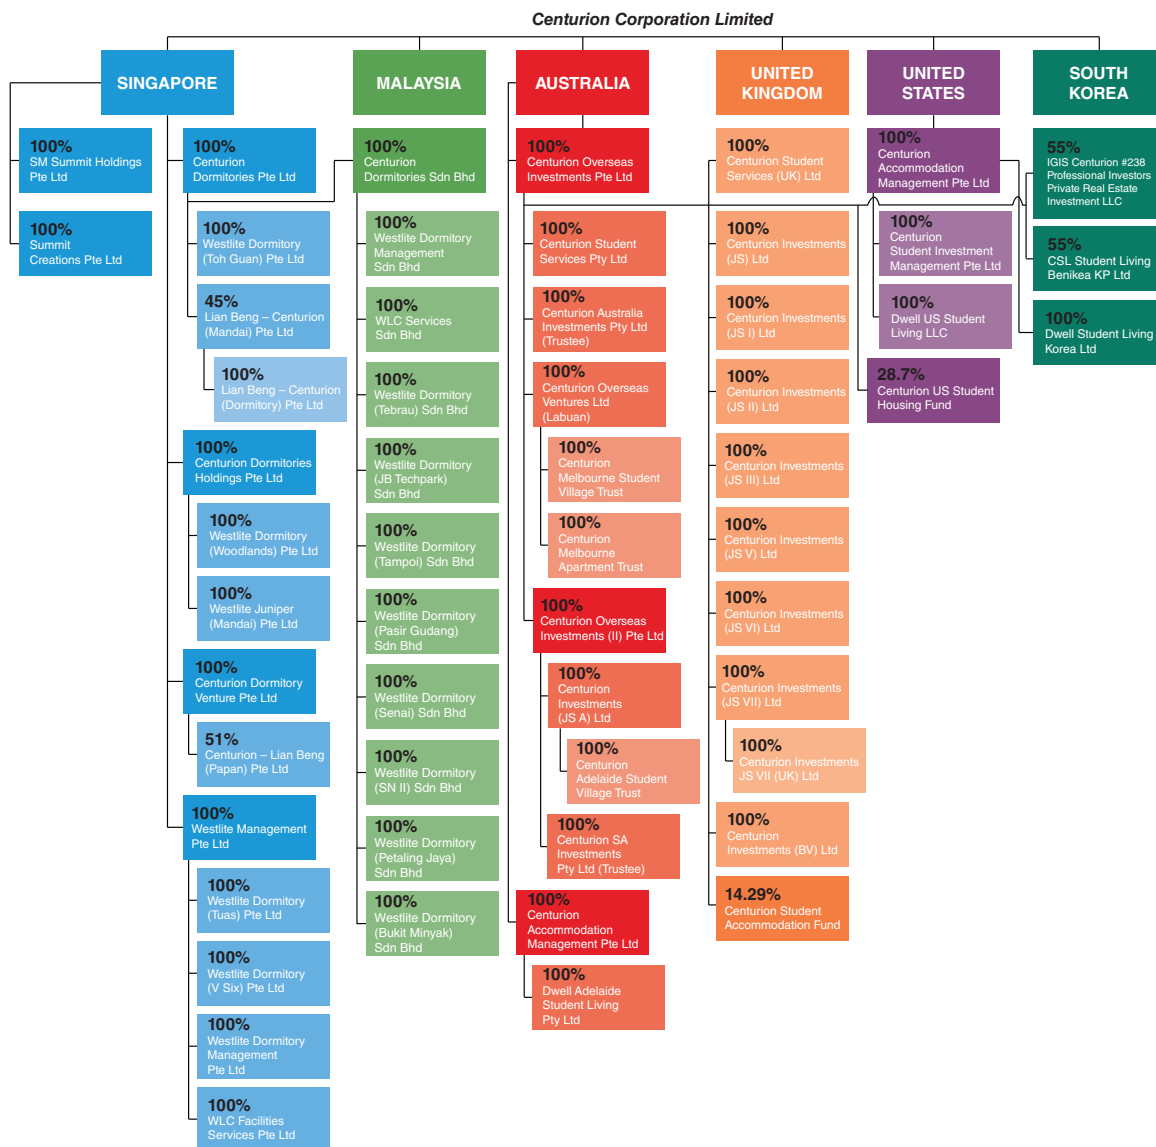 Centurion Corporation Limited
SINGAPORE
100%
SM Summit Holdings
Pte Ltd
100%
Summit
Creations Pte Ltd
100%
Centurion
Dormitories Pte Ltd
100%
Westlite Dormitory
(Toh Guan) Pte Ltd
45%
Lian Beng – Centurion
(Mandai) Pte Ltd
100%
Lian Beng – Centurion
(Dormitory) Pte Ltd
100%
Centurion Dormitories
Holdings Pte Ltd
100%
Westlite Dormitory
(Woodlands) Pte Ltd
100%
Westlite Juniper
(Mandai) Pte Ltd
100%
Centurion Dormitory
Venture Pte Ltd
51%
Centurion – Lian Beng
(Papan) Pte Ltd
100%
Westlite Management
Pte Ltd
100%
Westlite Dormitory
(Tuas) Pte Ltd
100%
Westlite Dormitory
(V Six) Pte Ltd
100%
Westlite Dormitory
Management
Pte Ltd
100%
WLC Facilities
Services Pte Ltd
MALAYSIA
100%
Centurion
Dormitories Sdn Bhd
100%
Westlite Dormitory
Management
Sdn Bhd
100%
WLC Services
Sdn Bhd
100%
Westlite Dormitory
(Tebrau) Sdn Bhd
100%
Westlite Dormitory
(JB Techpark)
Sdn Bhd
100%
Westlite Dormitory
(Tampoi) Sdn Bhd
100%
Westlite Dormitory
(Pasir Gudang)
Sdn Bhd
100%
Westlite Dormitory
(Senai) Sdn Bhd
100%
Westlite Dormitory
(SN II) Sdn Bhd
100%
Westlite Dormitory
(Petaling Jaya)
Sdn Bhd
100%
Westlite Dormitory
(Bukit Minyak)
Sdn Bhd
AUSTRALIA
100%
Centurion Overseas
Investments Pte Ltd
100%
Centurion Student
Services Pty Ltd
100%
Centurion Australia
Investments Pty Ltd
(Trustee)
100%
Centurion Overseas
Ventures Ltd
(Labuan)
100%
Centurion
Melbourne Student
Village Trust
100%
Centurion
Melbourne
Apartment Trust
100%
Centurion Overseas
Investments (II) Pte Ltd
100%
Centurion
Investments
(JS A) Ltd
100%
Centurion
Adelaide Student
Village Trust
100%
Centurion SA
Investments
Pty Ltd (Trustee)
100%
Centurion
Accommodation
Management Pte Ltd
100%
Dwell Adelaide
Student Living
Pty Ltd
UNITED
KINGDOM
100%
Centurion Student
Services (UK) Ltd
100%
Centurion Investments
(JS) Ltd
100%
Centurion Investments
(JS I) Ltd
100%
Centurion Investments
(JS II) Ltd
100%
Centurion Investments
(JS III) Ltd
100%
Centurion Investments
(JS V) Ltd
100%
Centurion Investments
(JS VI) Ltd
100%
Centurion Investments
(JS VII) Ltd
100%
Centurion Investments
JS VII (UK) Ltd
100%
Centurion
Investments (BV) Ltd
14.29%
Centurion Student
Accommodation Fund
UNITED
STATES
100%
Centurion
Accommodation
Management Pte Ltd
100%
Centurion
Student Investment
Management Pte Ltd
100%
Dwell US Student
Living LLC
28.7%
Centurion US Student
Housing Fund
SOUTH
KOREA
55%
IGIS Centurion #238
Professional Investors
Private Real Estate
Investment LLC
55%
CSL Student Living
Benikea KP Ltd
100%
Dwell Student Living
Korea Ltd